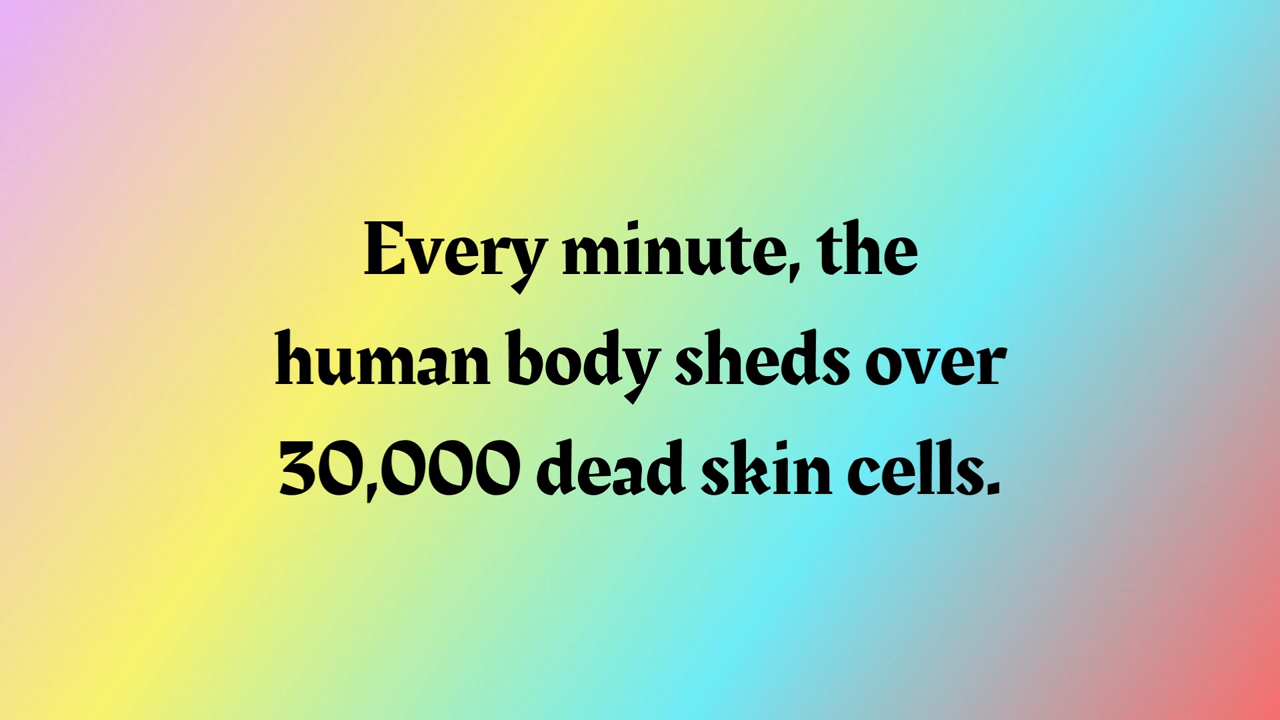 Every minute, the
human body sheds over
30,000 dead skin cells.